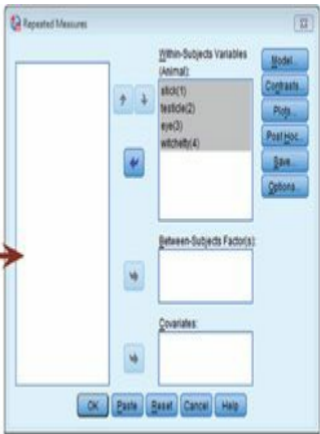 Repeated Measures
Within-Subjects Variables
(Animal):
stick(1)
testicle(2)
eye(3)
witchetty(4)
Model...
Contrasts...
Plots...
Post Hoc...
Save...
Options...
Between-Subjects Factor(s):
Covariates:
OK Paste Reset Cancel Help